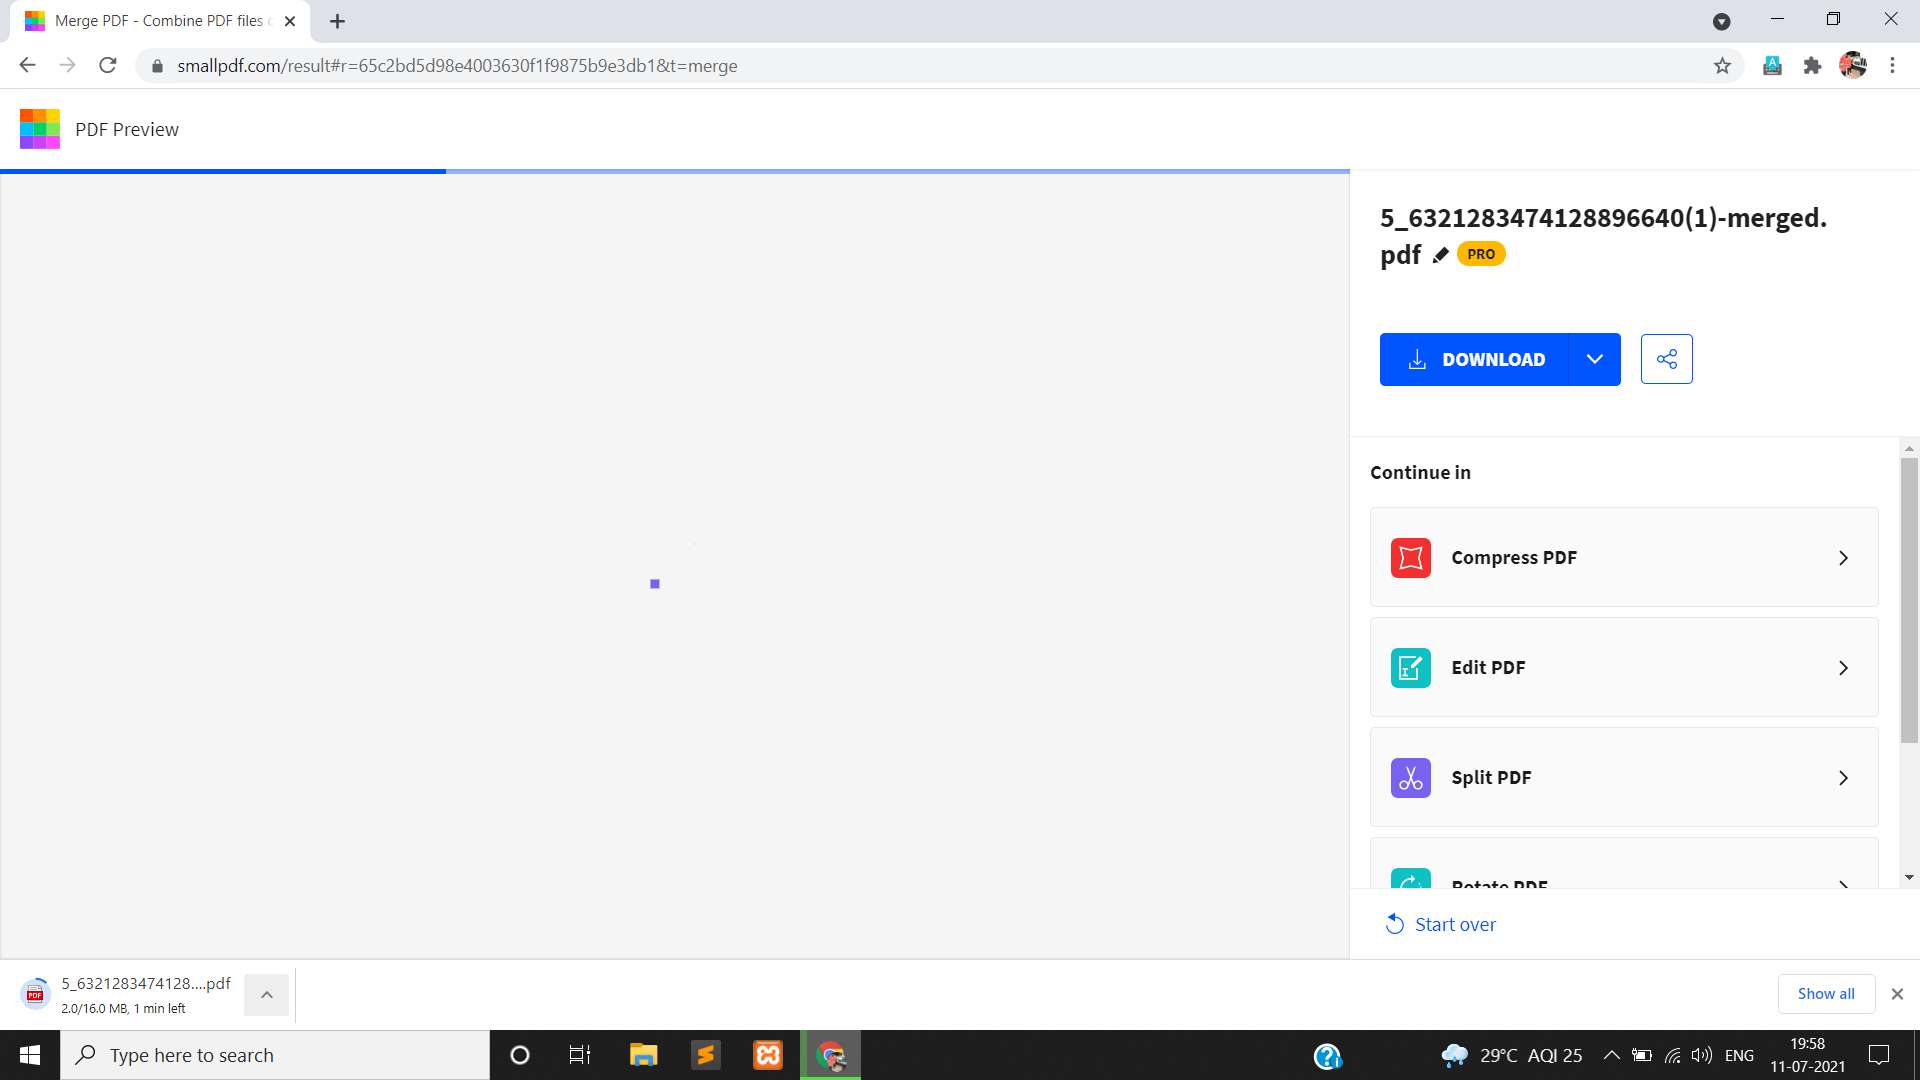 Merge PDF - Combine PDF files
smallpdf.com/result#r=65c2bd5d98e4003630f1f9875b9e3db1&t=merge
PDF Preview
5_6321283474128896640(1)-merged.
pdf PRO
DOWNLOAD
Continue in
Compress PDF
Edit PDF
Split PDF
Rotate PDF
Start over
5_6321283474128....pdf
2.0/16.0 MB, 1 min left
Show all
Type here to search
29°C AQI 25
ENG
19:58
11-07-2021